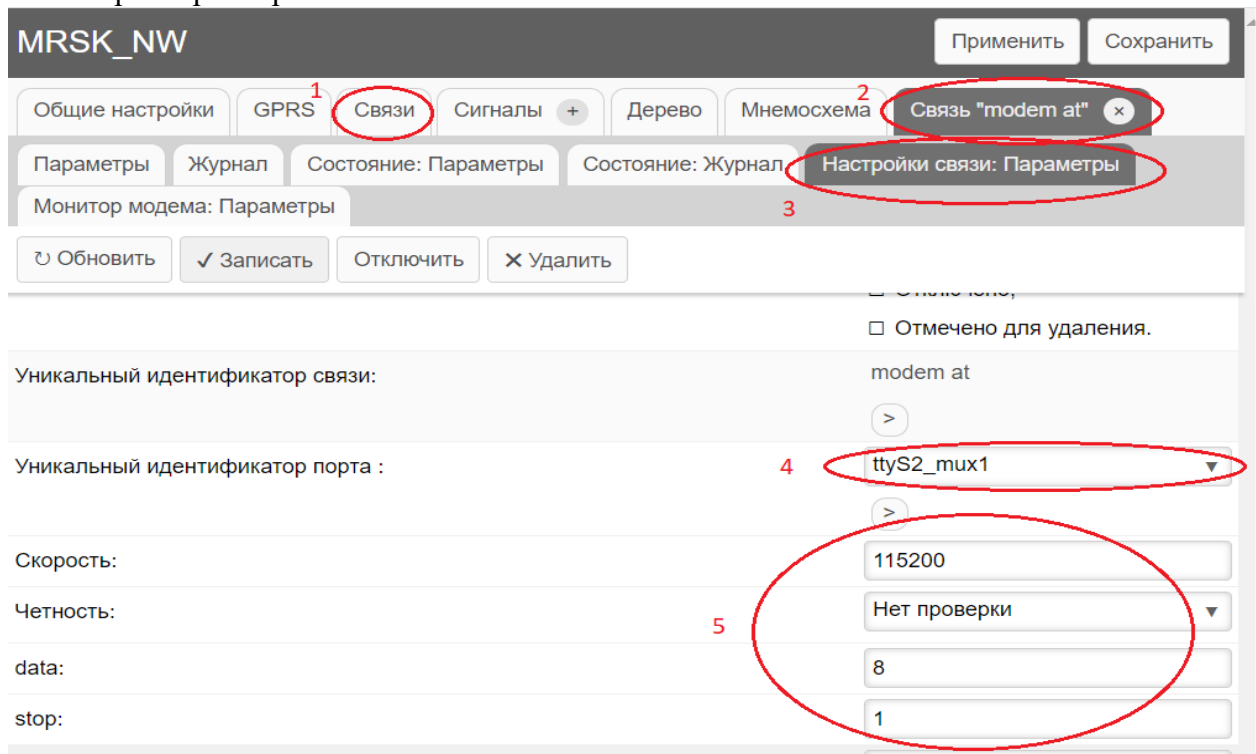 MRSK_NW Применить Сохранить
1 2
Общие настройки GPRS Связи Сигналы + Дерево Мнемосхема Связь "modem at" ×
Параметры Журнал Состояние: Параметры Состояние: Журнал Настройки связи: Параметры
Монитор модема: Параметры 3
↻ Обновить ✓ Записать Отключить ✕ Удалить
☐ Отмечено для удаления.
Уникальный идентификатор связи: modem at
>
Уникальный идентификатор порта : 4 ttyS2_mux1 ▼
>
Скорость: 115200
Четность: Нет проверки ▼
5
data: 8
stop: 1